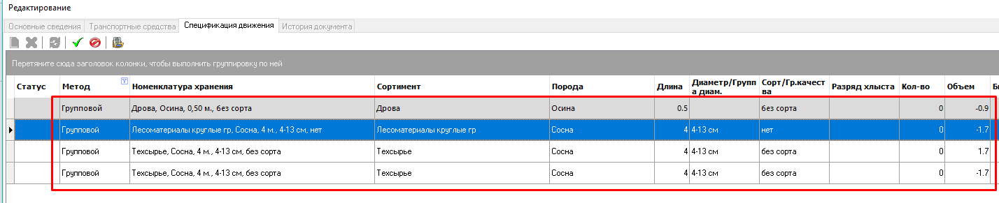 Редактирование
Основные сведения Транспортные средства Спецификация движения История документа
Перетяните сюда заголовок колонки, чтобы выполнить группировку по ней
Статус Метод Номенклатура хранения Сортимент Порода Длина Диаметр/Групп а диам. Сорт/Гр.качест ва Разряд хлыста Кол-во Объем
Групповой Дрова, Осина, 0,50 м., без сорта Дрова Осина 0.5 без сорта 0 -0.9
Групповой Лесоматериалы круглые гр, Сосна, 4 м., 4-13 см, нет Лесоматериалы круглые гр Сосна 4 4-13 см нет 0 -1.7
Групповой Техсырье, Сосна, 4 м., 4-13 см, без сорта Техсырье Сосна 4 4-13 см без сорта 0 1.7
Групповой Техсырье, Сосна, 4 м., 4-13 см, без сорта Техсырье Сосна 4 4-13 см без сорта 0 -1.7